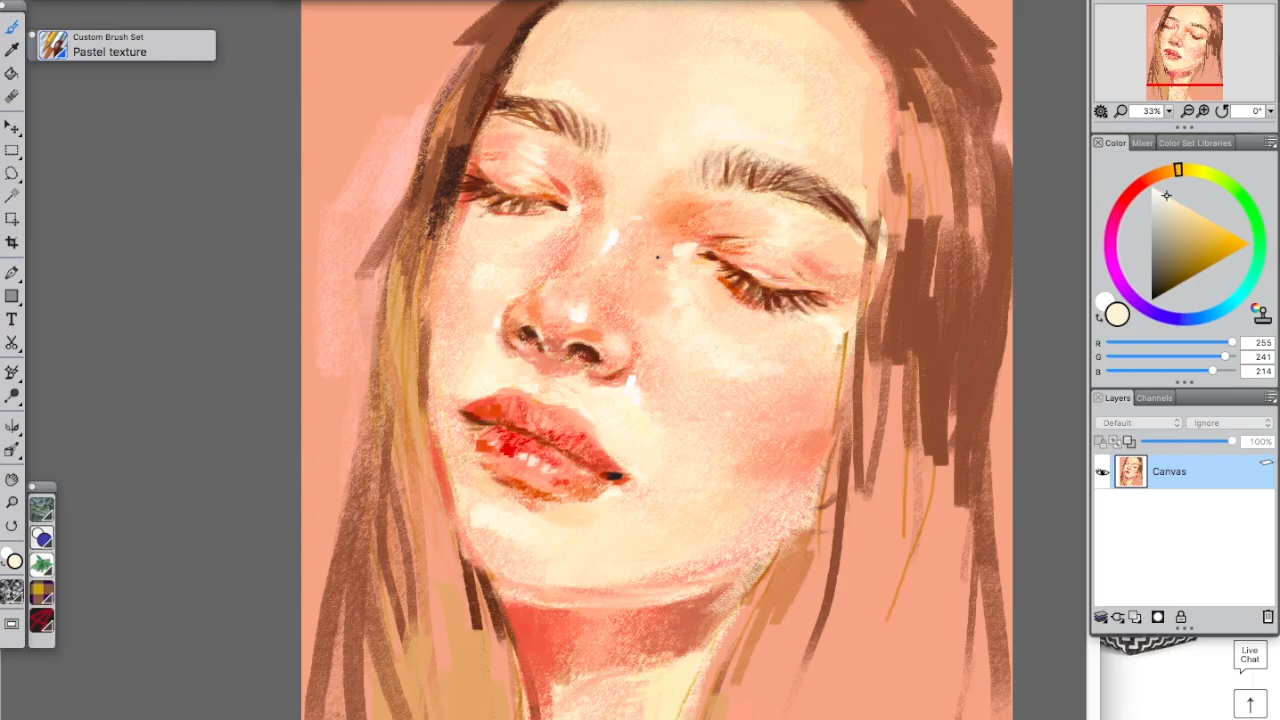 Custom Brush Set
Pastel texture
33%
0°
Color
Mixer
Color Set Libraries
R
255
G
241
B
214
Layers
Channels
Default
Ignore
100%
Canvas
T
Live
Chat